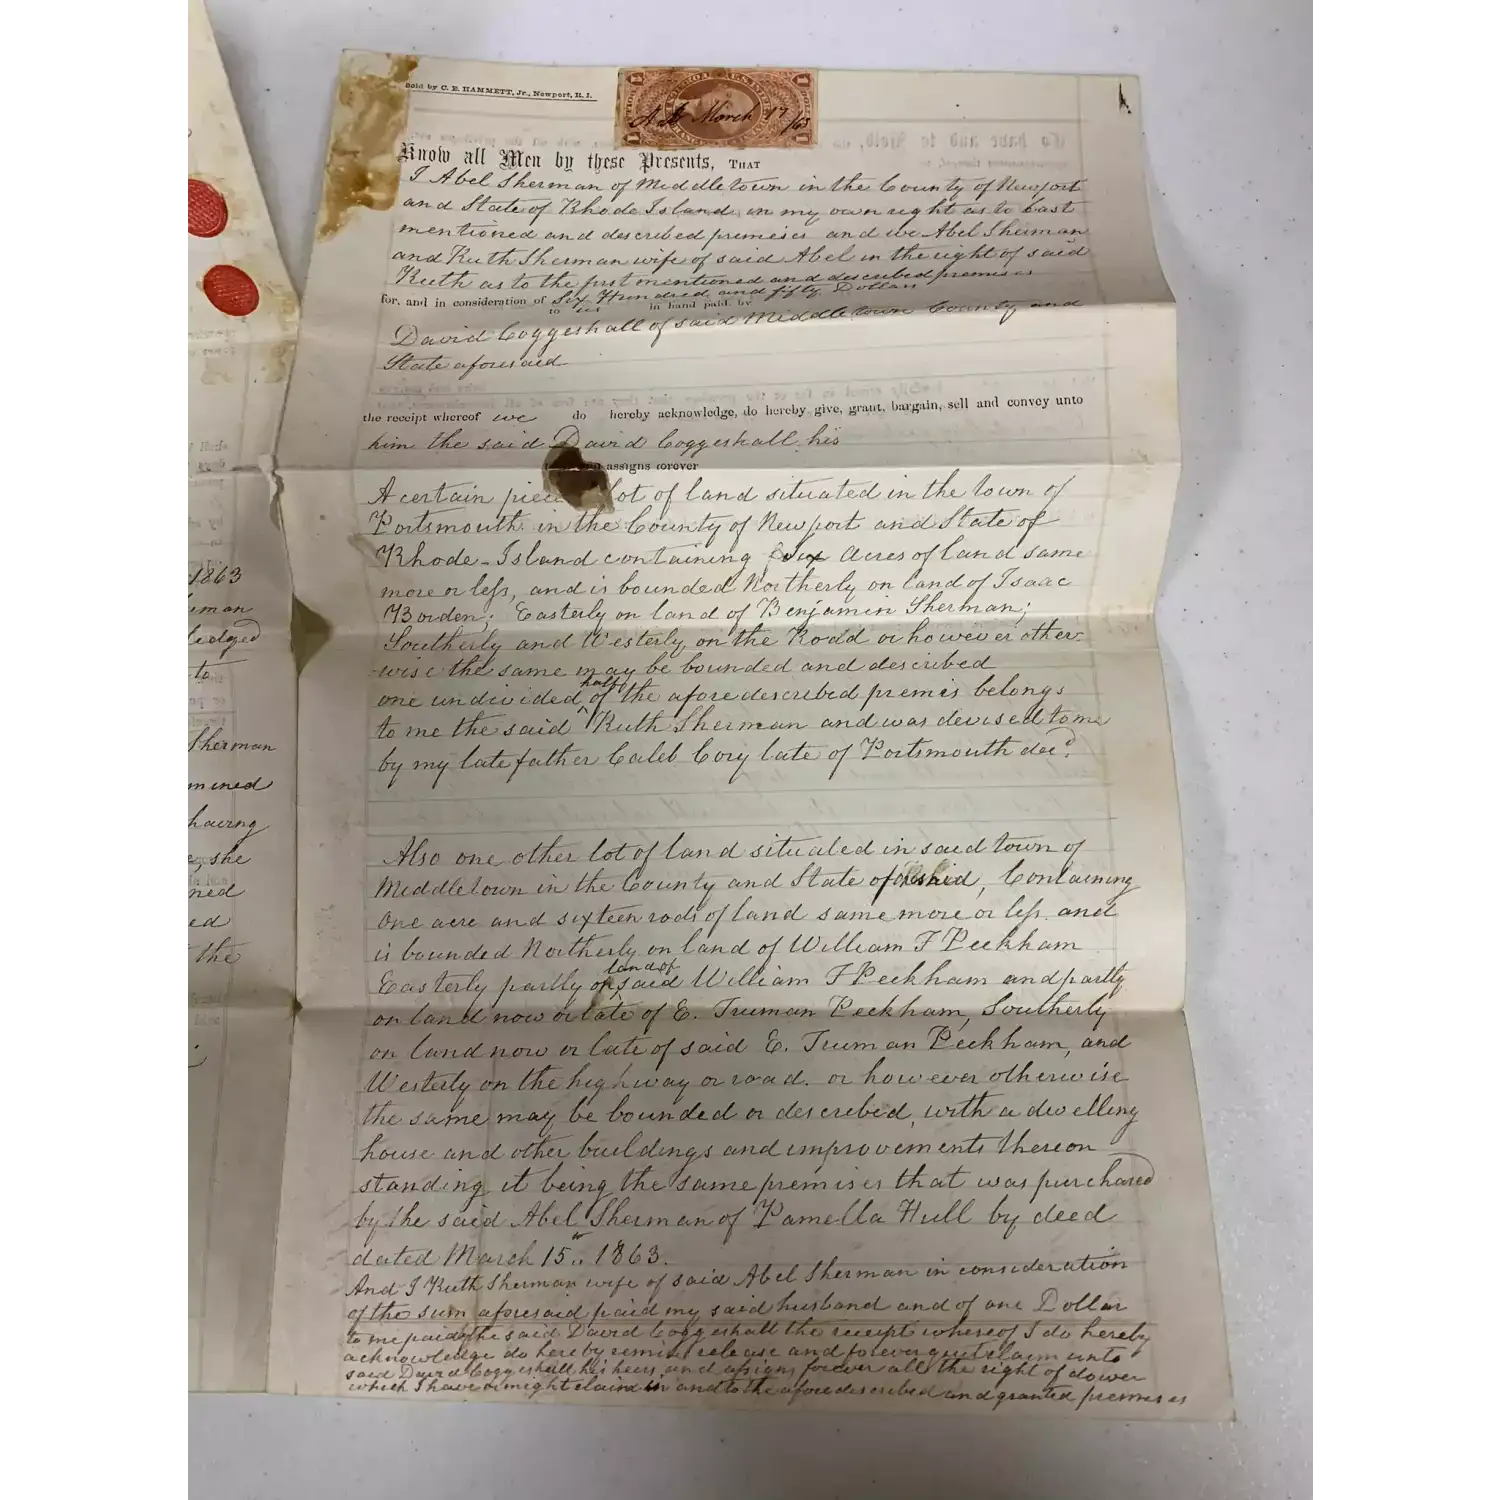 Sold by C. E. HAMMETT, Jr., Newport, R. I.
1 U.S. INTER. 1
A S March 17 /63
Know all Men by these Presents, THAT
I Abel Sherman of Middletown in the County of Newport
and State of Rhode Island, in my own right as to last
mentioned and described premises and we Abel Sherman
and Ruth Sherman wife of said Abel in the right of said
Ruth as to the first mentioned and described premises
for, and in consideration of Six Hundred and fifty Dollars
to us in hand paid, by
David Coggeshall of said Middletown County and
State aforesaid
the receipt whereof we do hereby acknowledge, do hereby give, grant, bargain, sell and convey unto
him the said David Coggeshall his
assigns forever
A certain piece lot of land situated in the town of
Portsmouth in the County of Newport and State of
Rhode-Island containing Six Acres of land same
more or less, and is bounded Northerly on land of Isaac
Borden; Easterly on land of Benjamin Sherman;
Southerly and Westerly on the Rodd or however other-
wise the same may be bounded and described
one undivided half of the afore described premis belongs
to me the said Ruth Sherman and was devised to me
by my late father Caleb Cory late of Portsmouth decd.
Also one other lot of land situated in said town of
Middletown in the County and State aforesaid, Containing
One acre and sixteen rods of land same more or less and
is bounded Northerly on land of William F Peckham
Easterly partly on land of said William F Peckham and partly
on land now or late of E. Truman Peckham, Southerly
on land now or late of said E. Truman Peckham, and
Westerly on the highway or road. or however otherwise
the same may be bounded or described, with a dwelling
house and other buildings and improvements thereon
standing it being the same premises that was purchased
by the said Abel Sherman of Pamella Hull by deed
dated March 15.. 1863.
And I Ruth Sherman wife of said Abel Sherman in consideration
of the sum aforesaid paid my said husband and of one Dollar
to me paid by the said David Coggeshall the receipt whereof I do hereby
acknowledge do hereby remise release and forever quitclaim unto
said David Coggeshall his heirs and assigns forever all the right of dower
which I have or might claim in and to the afore described and granted premises
1863
ledged
to
Sherman
mined
having
she
ned
ed
the